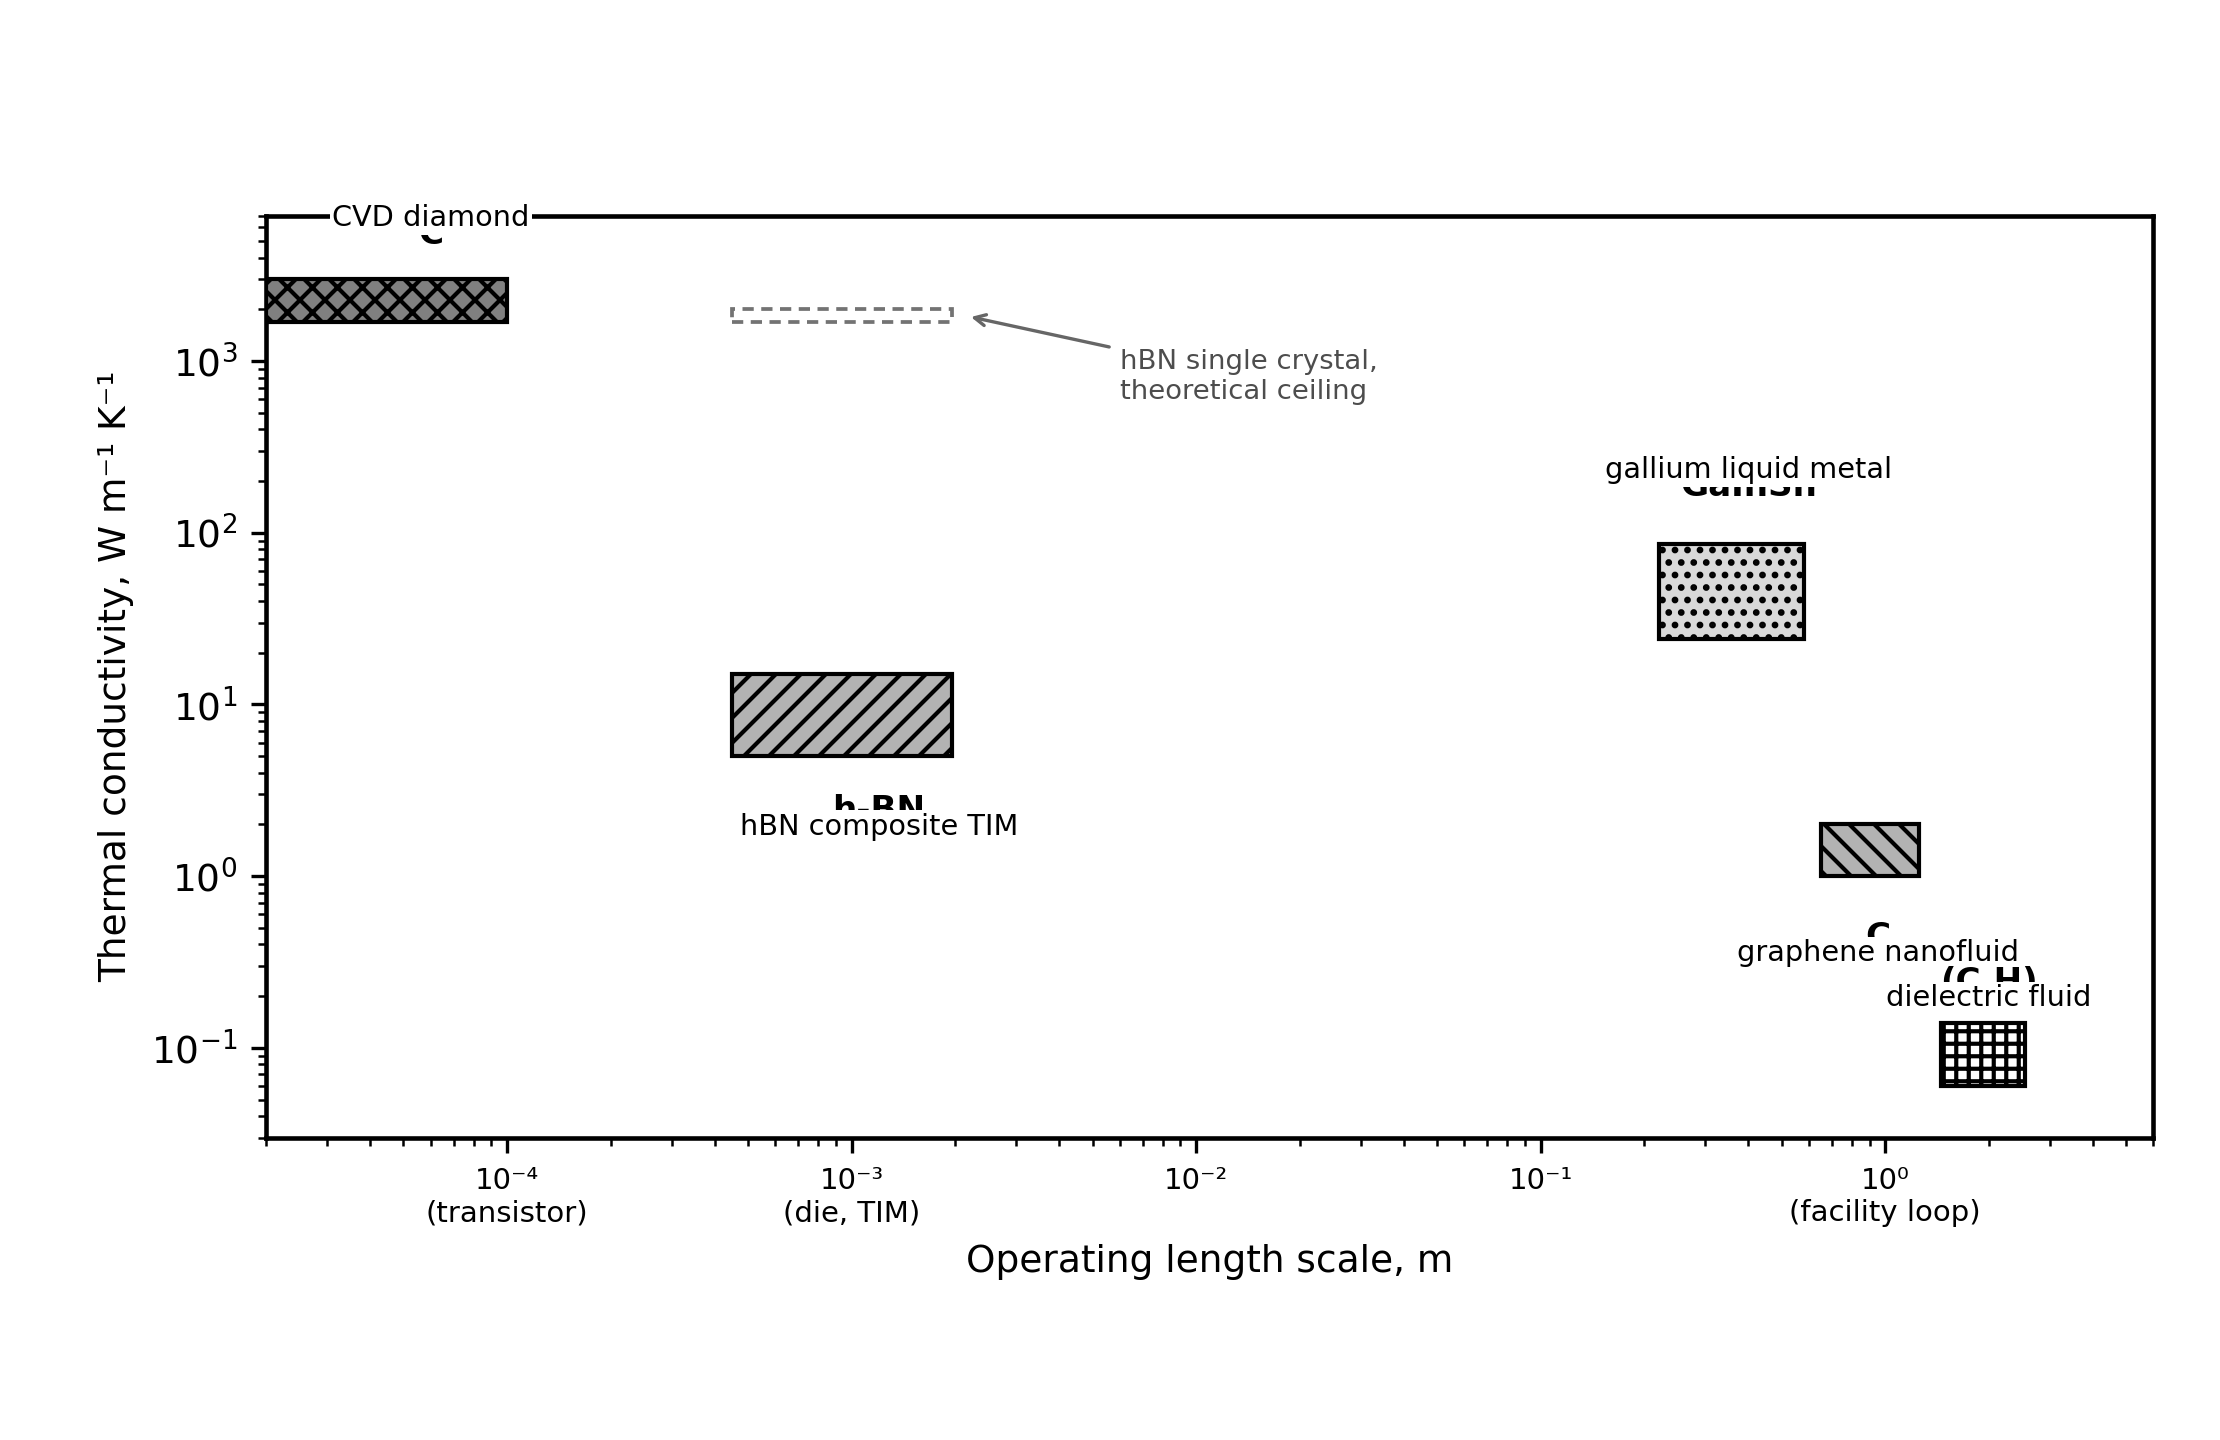 CVD diamond
hBN single crystal,
theoretical ceiling
gallium liquid metal
h-BN
hBN composite TIM
graphene nanofluid
(C,H)
dielectric fluid
Thermal conductivity, W m⁻¹ K⁻¹
10³
10²
10¹
10⁰
10⁻¹
10⁻⁴ 10⁻³ 10⁻² 10⁻¹ 10⁰
(transistor) (die, TIM) (facility loop)
Operating length scale, m